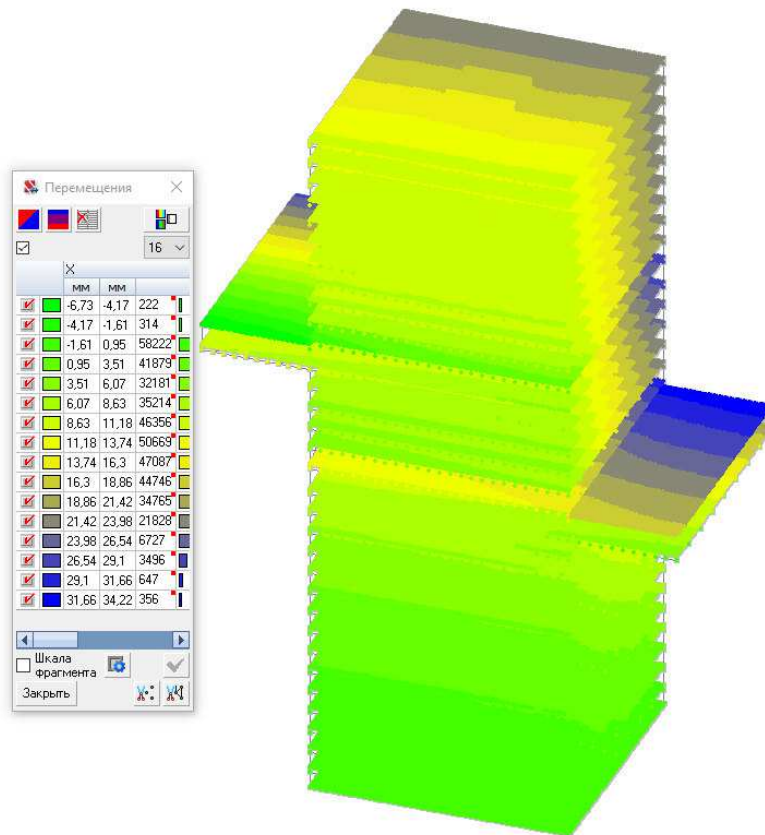 Перемещения
16
X
мм мм
-6,73 -4,17 222
-4,17 -1,61 314
-1,61 0,95 58222
0,95 3,51 41879
3,51 6,07 32181
6,07 8,63 35214
8,63 11,18 46356
11,18 13,74 50669
13,74 16,3 47087
16,3 18,86 44746
18,86 21,42 34765
21,42 23,98 21828
23,98 26,54 6727
26,54 29,1 3496
29,1 31,66 647
31,66 34,22 356
Шкала
фрагмента
Закрыть